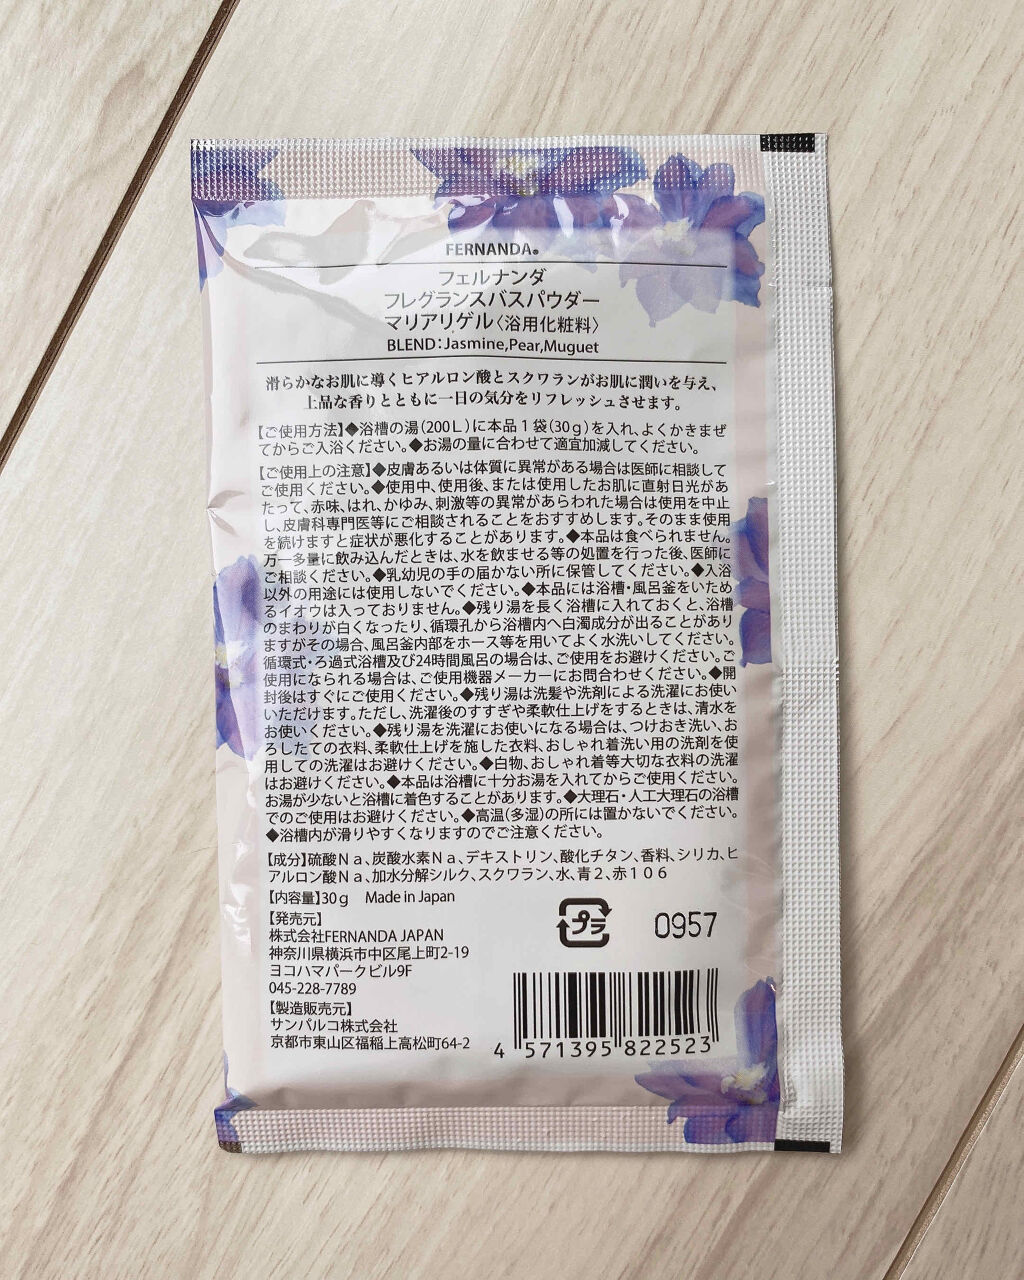 FERNANDA®
フェルナンダ
フレグランスバスパウダー
マリアリゲル〈浴用化粧料〉
BLEND：Jasmine,Pear,Muguet
滑らかなお肌に導くヒアルロン酸とスクワランがお肌に潤いを与え、
上品な香りとともに一日の気分をリフレッシュさせます。
【ご使用方法】◆浴槽の湯（200L）に本品１袋（30g）を入れ、よくかきまぜ
てからご入浴ください。◆お湯の量に合わせて適宜加減してください。
【ご使用上の注意】◆皮膚あるいは体質に異常がある場合は医師に相談して
ご使用ください。◆使用中、使用後、または使用したお肌に直射日光があ
たって、赤味、はれ、かゆみ、刺激等の異常があらわれた場合は使用を中止
し、皮膚科専門医等にご相談されることをおすすめします。そのまま使用
を続けますと症状が悪化することがあります。◆本品は食べられません。
万一多量に飲み込んだときは、水を飲ませる等の処置を行った後、医師に
ご相談ください。◆乳幼児の手の届かない所に保管してください。◆入浴
以外の用途には使用しないでください。◆本品には浴槽・風呂釜をいため
るイオウは入っておりません。◆残り湯を長く浴槽に入れておくと、浴槽
のまわりが白くなったり、循環孔から浴槽内へ白濁成分が出ることがあり
ますがその場合、風呂釜内部をホース等を用いてよく水洗いしてください。
循環式・ろ過式浴槽及び24時間風呂の場合は、ご使用をお避けください。ご
使用になられる場合は、ご使用機器メーカーにお問合わせください。◆開
封後はすぐにご使用ください。◆残り湯は洗髪や洗剤による洗濯にお使い
いただけます。ただし、洗濯後のすすぎや柔軟仕上げをするときは、清水を
お使いください。◆残り湯を洗濯にお使いになる場合は、つけおき洗い、お
ろしたての衣料、柔軟仕上げを施した衣料、おしゃれ着洗い用の洗剤を使
用しての洗濯はお避けください。◆白物、おしゃれ着等大切な衣料の洗濯
はお避けください。◆本品は浴槽に十分お湯を入れてからご使用ください。
お湯が少ないと浴槽に着色することがあります。◆大理石・人工大理石の浴槽
でのご使用はお避けください。◆高温（多湿）の所には置かないでください。
◆浴槽内が滑りやすくなりますのでご注意ください。
【成分】硫酸Ｎａ、炭酸水素Ｎａ、デキストリン、酸化チタン、香料、シリカ、ヒ
アルロン酸Ｎａ、加水分解シルク、スクワラン、水、青２、赤１０６
【内容量】30g Made in Japan
【発売元】
株式会社FERNANDA JAPAN
神奈川県横浜市中区尾上町2-19
ヨコハマパークビル9F
045-228-7789
【製造販売元】
サンパルコ株式会社
京都市東山区福稲上高松町64-2
プラ
0957
4 571395 822523